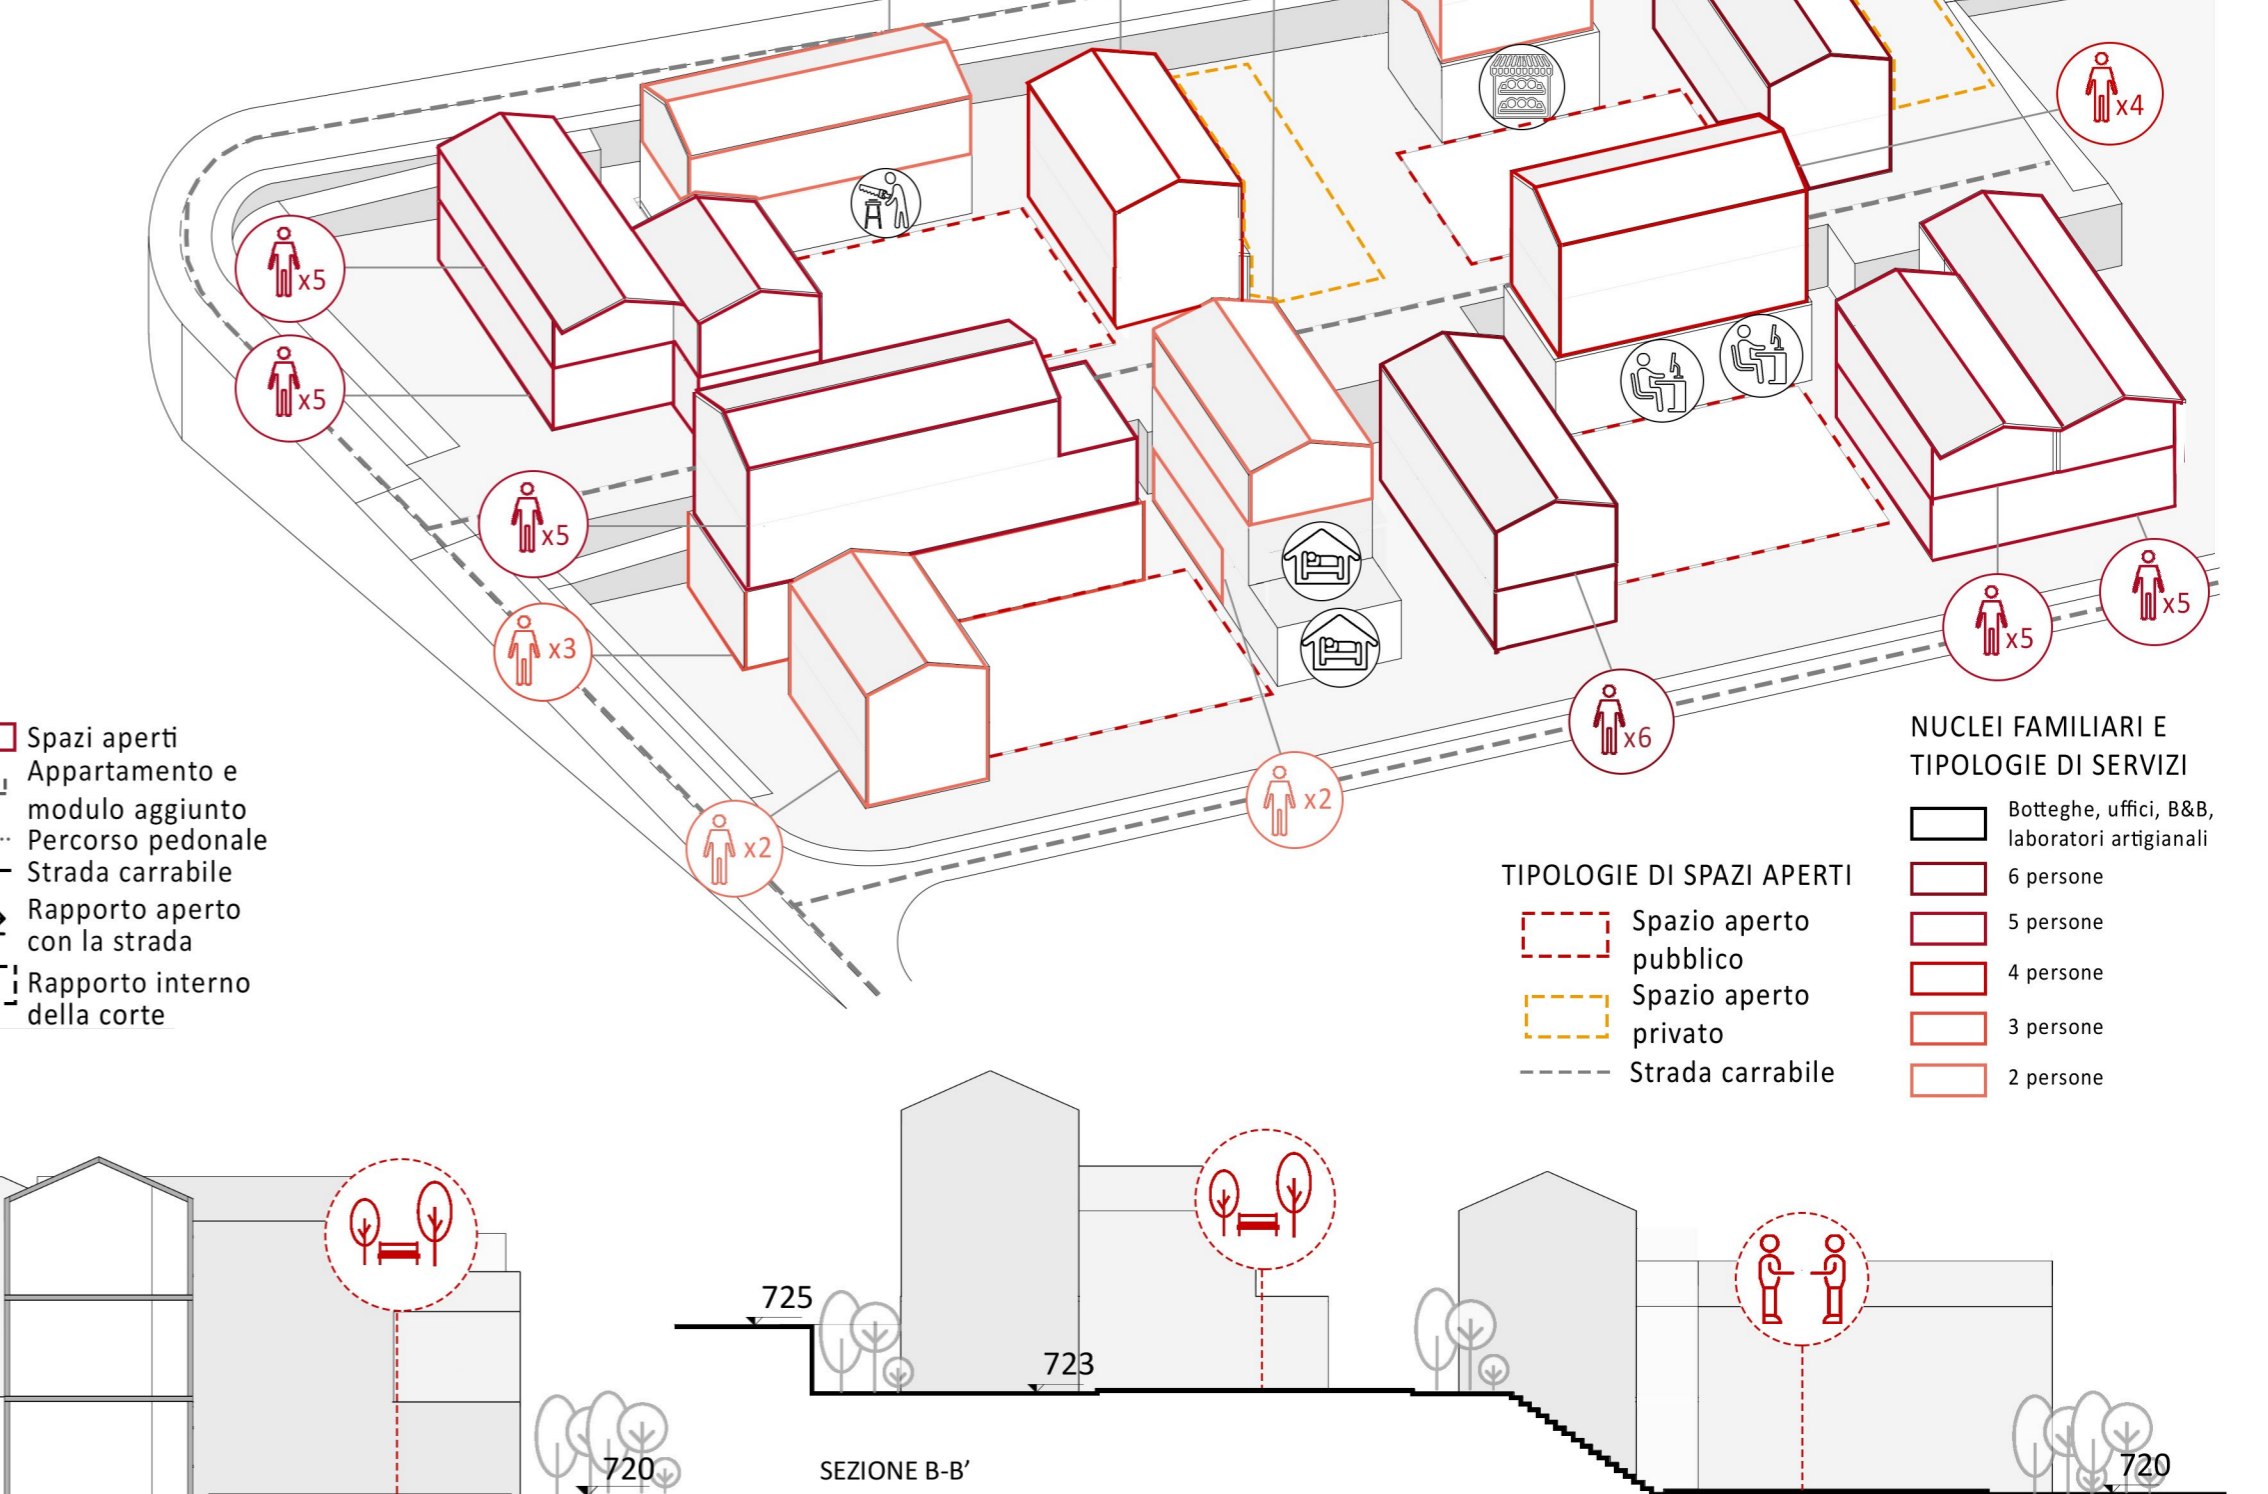 x4
x5
x5
x5
x3
x5
x5
x6
x2
x2
Spazi aperti
Appartamento e
modulo aggiunto
Percorso pedonale
Strada carrabile
Rapporto aperto
con la strada
Rapporto interno
della corte
TIPOLOGIE DI SPAZI APERTI
Spazio aperto
pubblico
Spazio aperto
privato
Strada carrabile
NUCLEI FAMILIARI E
TIPOLOGIE DI SERVIZI
Botteghe, uffici, B&B,
laboratori artigianali
6 persone
5 persone
4 persone
3 persone
2 persone
725
723
720
SEZIONE B-B’
720